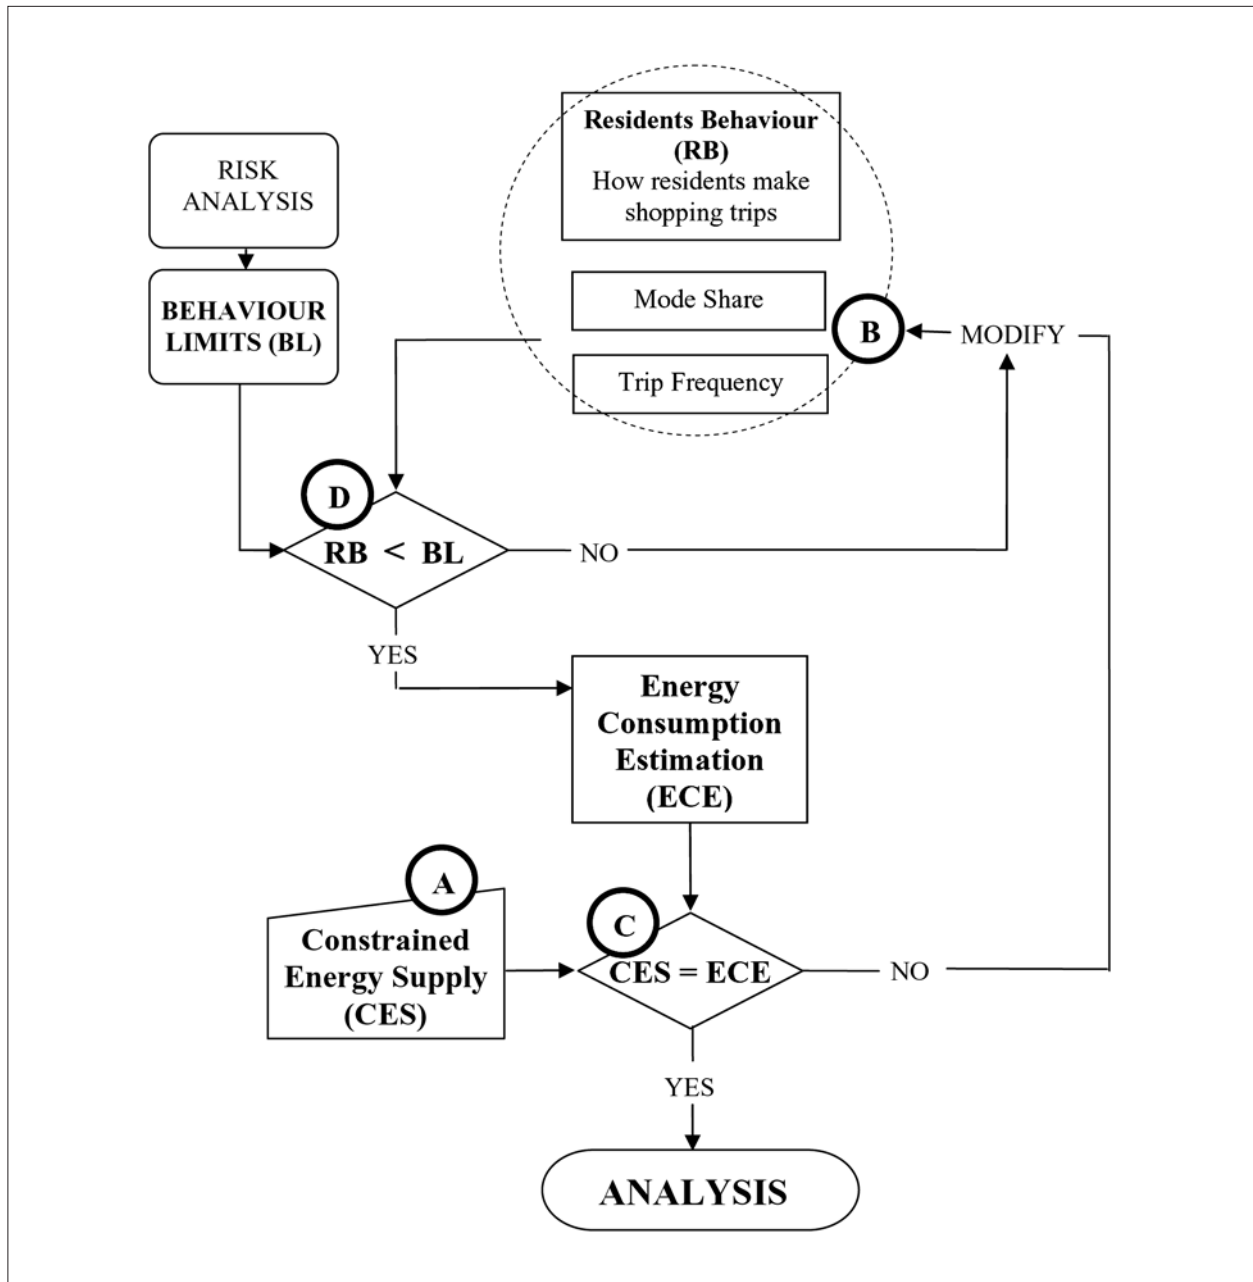 Residents Behaviour
(RB)
How residents make
shopping trips
RISK
ANALYSIS
BEHAVIOUR
LIMITS (BL)
Mode Share
B
MODIFY
Trip Frequency
D
RB < BL
NO
YES
Energy
Consumption
Estimation
(ECE)
A
Constrained
Energy Supply
(CES)
C
CES = ECE
NO
YES
ANALYSIS